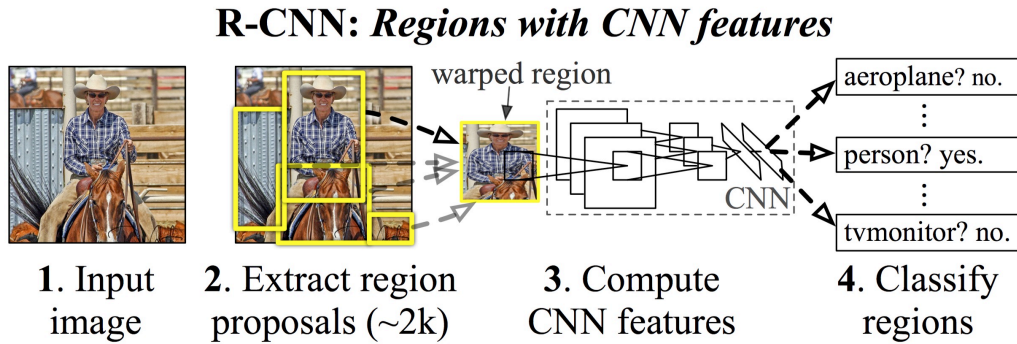 R-CNN: Regions with CNN features
warped region
aeroplane? no.
⋮
person? yes.
⋮
tvmonitor? no.
CNN
1. Input
image
2. Extract region
proposals (~2k)
3. Compute
CNN features
4. Classify
regions